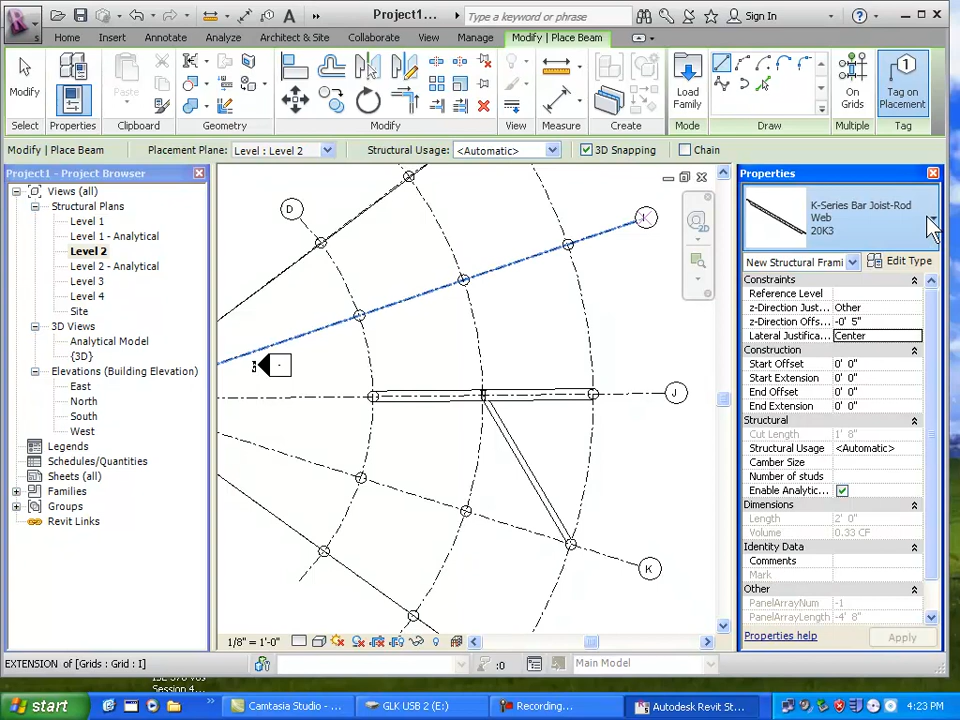 Project1...
Type a keyword or phrase
Sign In
Home Insert Annotate Analyze Architect & Site Collaborate View Manage Modify | Place Beam
Modify Properties Paste Load Family On Grids Tag on Placement
Select Properties Clipboard Geometry Modify View Measure Create Mode Draw Multiple Tag
Modify | Place Beam Placement Plane: Level : Level 2 Structural Usage: <Automatic> 3D Snapping Chain
Project1 - Project Browser
Views (all)
Structural Plans
Level 1
Level 1 - Analytical
Level 2
Level 2 - Analytical
Level 3
Level 4
Site
3D Views
Analytical Model
{3D}
Elevations (Building Elevation)
East
North
South
West
Legends
Schedules/Quantities
Sheets (all)
Families
Groups
Revit Links
D
J
K
2D
Properties
K-Series Bar Joist-Rod
Web
20K3
New Structural Frami Edit Type
Constraints
Reference Level
z-Direction Just... Other
z-Direction Offs... -0' 5"
Lateral Justifica... Center
Construction
Start Offset 0' 0"
Start Extension 0' 0"
End Offset 0' 0"
End Extension 0' 0"
Structural
Cut Length 1' 8"
Structural Usage <Automatic>
Camber Size
Number of studs
Enable Analytic...
Dimensions
Length 2' 0"
Volume 0.33 CF
Identity Data
Comments
Mark
Other
PanelArrayNum -1
PanelArrayLength -4' 8"
Properties help Apply
1/8" = 1'-0"
EXTENSION of [Grids : Grid : I] :0 Main Model
Session 4...
start Camtasia Studio - ... GLK USB 2 (E:) Recording... Autodesk Revit St... 4:23 PM